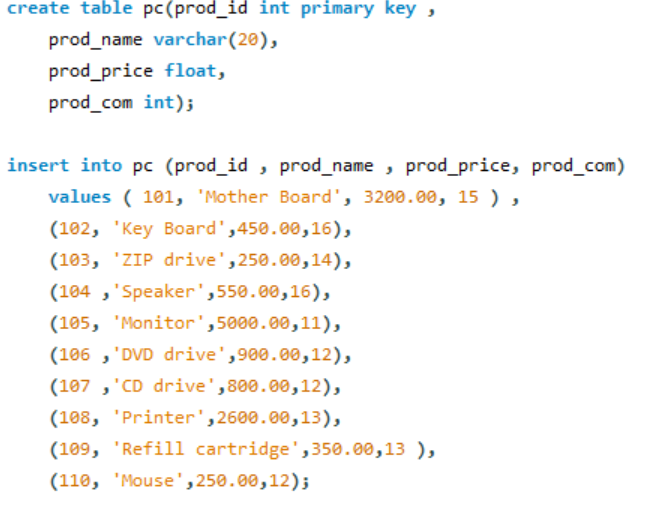 create table pc(prod_id int primary key ,
prod_name varchar(20),
prod_price float,
prod_com int);
insert into pc (prod_id , prod_name , prod_price, prod_com)
values ( 101, 'Mother Board', 3200.00, 15 ) ,
(102, 'Key Board',450.00,16),
(103, 'ZIP drive',250.00,14),
(104 ,'Speaker',550.00,16),
(105, 'Monitor',5000.00,11),
(106 ,'DVD drive',900.00,12),
(107 ,'CD drive',800.00,12),
(108, 'Printer',2600.00,13),
(109, 'Refill cartridge',350.00,13 ),
(110, 'Mouse',250.00,12);